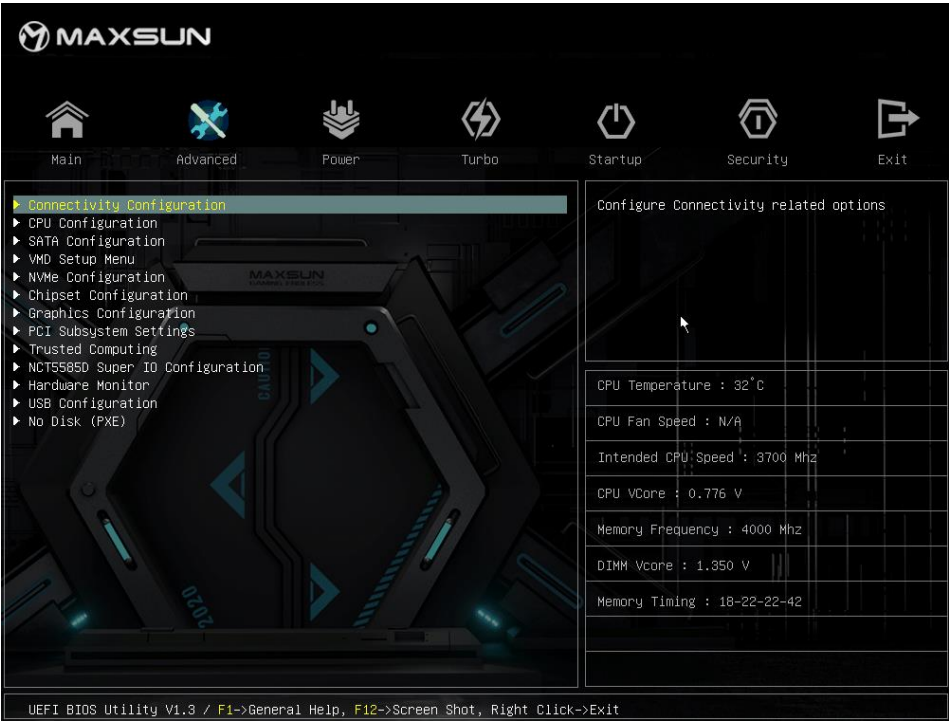 MAXSUN
Main Advanced Power Turbo Startup Security Exit
Connectivity Configuration
CPU Configuration
SATA Configuration
VMD Setup Menu
NVMe Configuration
Chipset Configuration
Graphics Configuration
PCI Subsystem Settings
Trusted Computing
NCT5585D Super IO Configuration
Hardware Monitor
USB Configuration
No Disk (PXE)
MAXSUN
CAUTIO
2020
Configure Connectivity related options
CPU Temperature : 32°C
CPU Fan Speed : N/A
Intended CPU Speed : 3700 Mhz
CPU VCore : 0.776 V
Memory Frequency : 4000 Mhz
DIMM Vcore : 1.350 V
Memory Timing : 18-22-22-42
UEFI BIOS Utility V1.3 / F1->General Help, F12->Screen Shot, Right Click->Exit